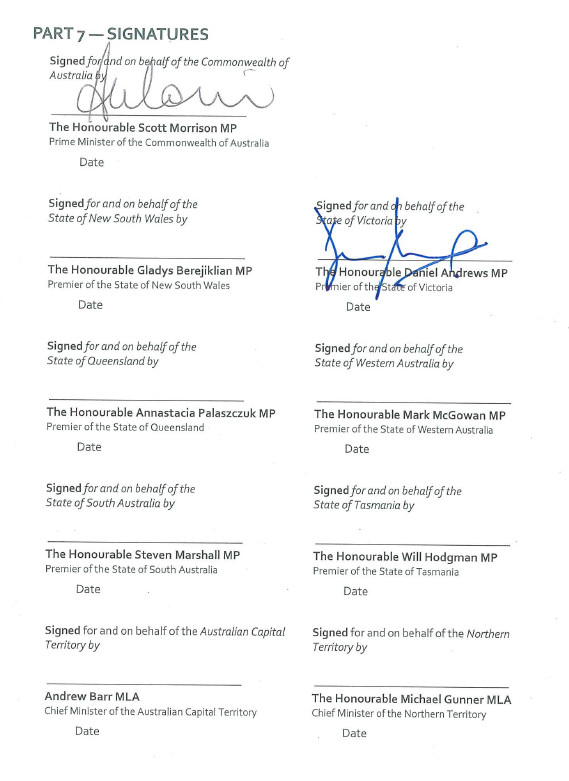 PART 7 — SIGNATURES
Signed for and on behalf of the Commonwealth of
Australia by
The Honourable Scott Morrison MP
Prime Minister of the Commonwealth of Australia
Date
Signed for and on behalf of the
State of New South Wales by
The Honourable Gladys Berejiklian MP
Premier of the State of New South Wales
Date
Signed for and on behalf of the
State of Victoria by
The Honourable Daniel Andrews MP
Premier of the State of Victoria
Date
Signed for and on behalf of the
State of Queensland by
The Honourable Annastacia Palaszczuk MP
Premier of the State of Queensland
Date
Signed for and on behalf of the
State of Western Australia by
The Honourable Mark McGowan MP
Premier of the State of Western Australia
Date
Signed for and on behalf of the
State of South Australia by
The Honourable Steven Marshall MP
Premier of the State of South Australia
Date
Signed for and on behalf of the
State of Tasmania by
The Honourable Will Hodgman MP
Premier of the State of Tasmania
Date
Signed for and on behalf of the Australian Capital
Territory by
Andrew Barr MLA
Chief Minister of the Australian Capital Territory
Date
Signed for and on behalf of the Northern
Territory by
The Honourable Michael Gunner MLA
Chief Minister of the Northern Territory
Date